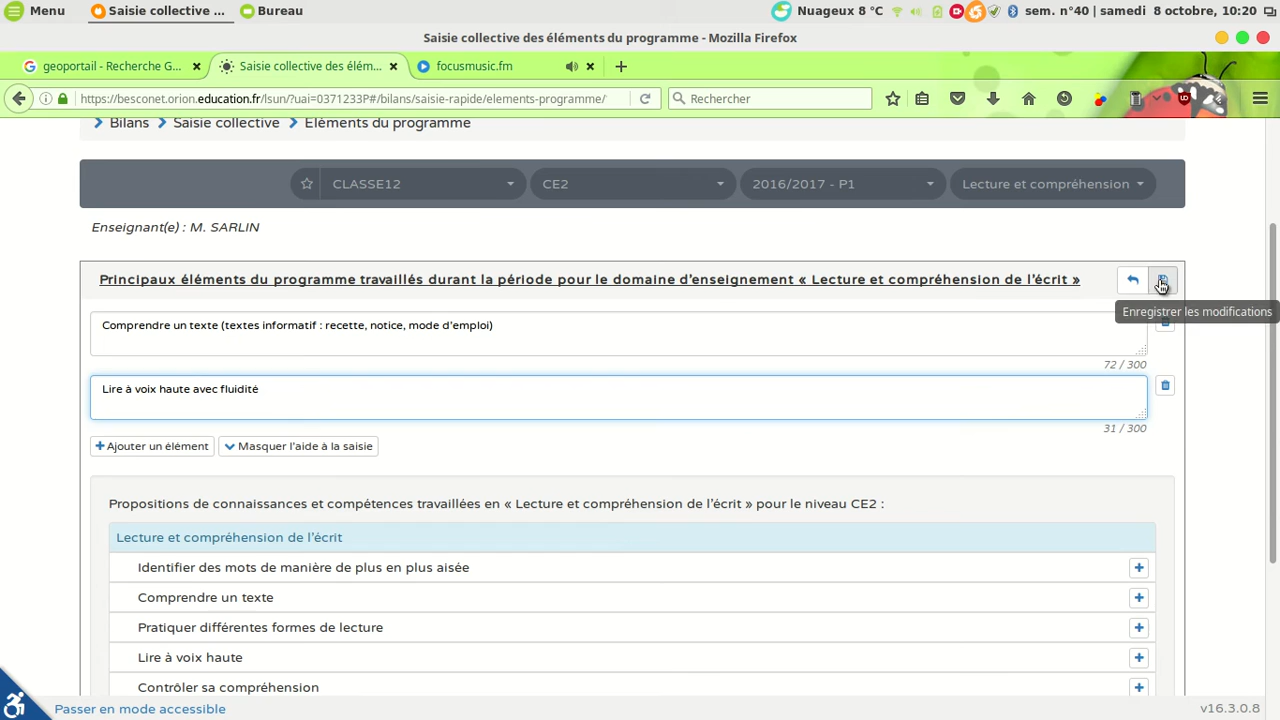 Menu
Saisie collective ...
Bureau
Nuageux 8 °C
sem. n°40 | samedi 8 octobre, 10:20
Saisie collective des éléments du programme - Mozilla Firefox
geoportail - Recherche G...
Saisie collective des élém...
focusmusic.fm
https://besconet.orion.education.fr/lsun/?uai=0371233P#/bilans/saisie-rapide/elements-programme/
Rechercher
Bilans
Saisie collective
Eléments du programme
CLASSE12
CE2
2016/2017 - P1
Lecture et compréhension
Enseignant(e) : M. SARLIN
Principaux éléments du programme travaillés durant la période pour le domaine d'enseignement « Lecture et compréhension de l'écrit »
Enregistrer les modifications
Comprendre un texte (textes informatif : recette, notice, mode d'emploi)
72 / 300
Lire à voix haute avec fluidité
31 / 300
Ajouter un élément
Masquer l'aide à la saisie
Propositions de connaissances et compétences travaillées en « Lecture et compréhension de l'écrit » pour le niveau CE2 :
Lecture et compréhension de l'écrit
Identifier des mots de manière de plus en plus aisée
Comprendre un texte
Pratiquer différentes formes de lecture
Lire à voix haute
Contrôler sa compréhension
Passer en mode accessible
v16.3.0.8